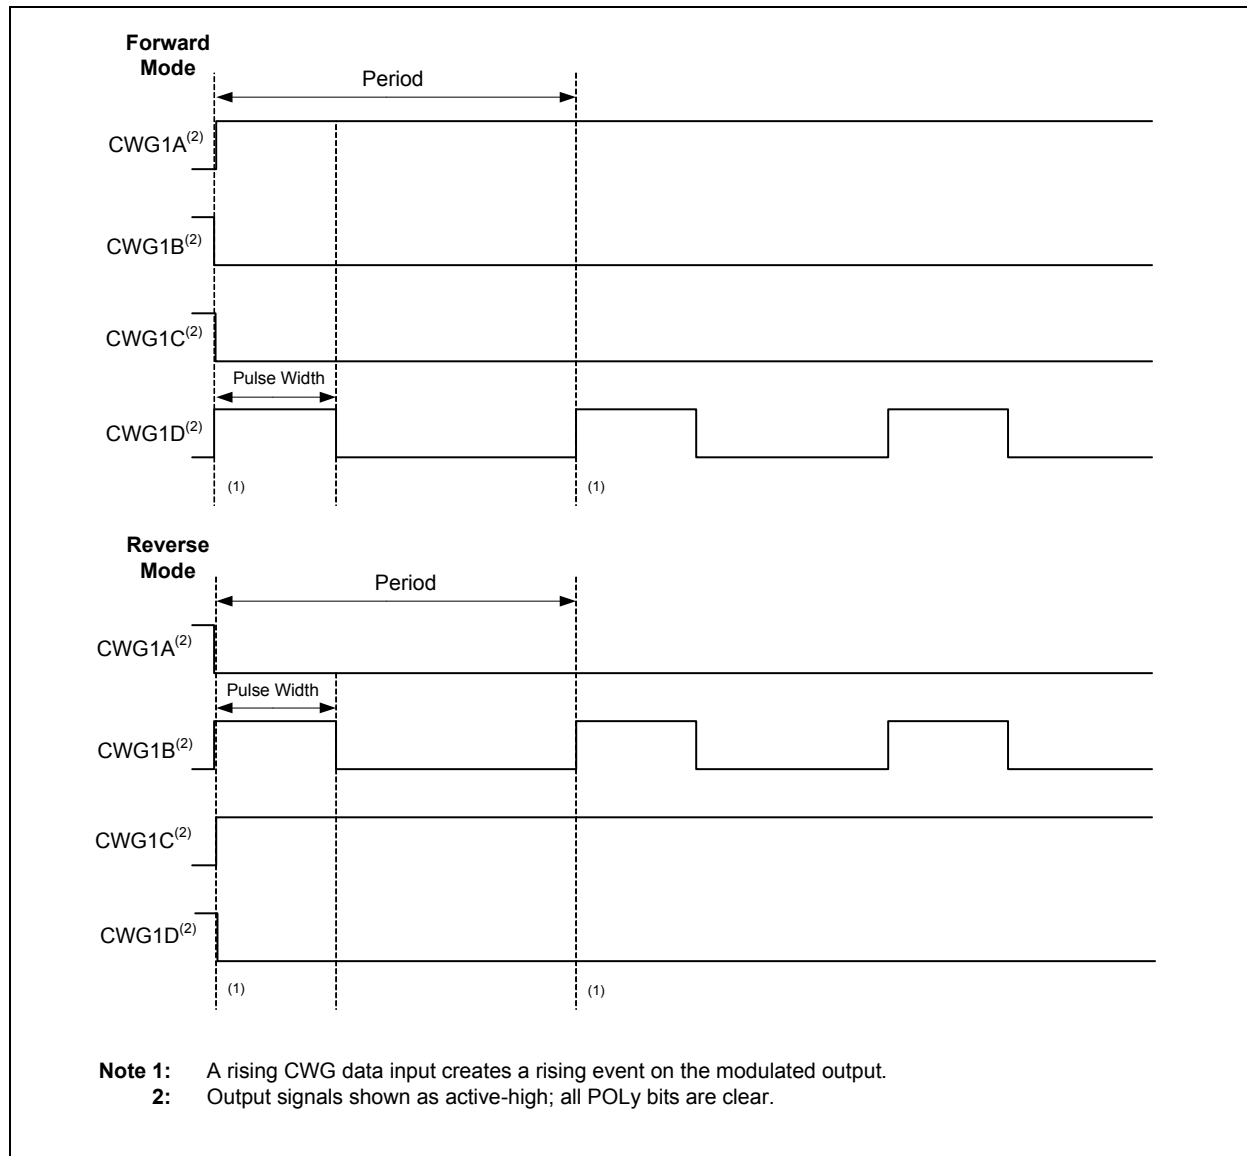 Forward
Mode
Period
CWG1A(2)
CWG1B(2)
CWG1C(2)
Pulse Width
CWG1D(2)
(1) (1)
Reverse
Mode
Period
CWG1A(2)
Pulse Width
CWG1B(2)
CWG1C(2)
CWG1D(2)
(1) (1)
Note 1: A rising CWG data input creates a rising event on the modulated output.
2: Output signals shown as active-high; all POLy bits are clear.